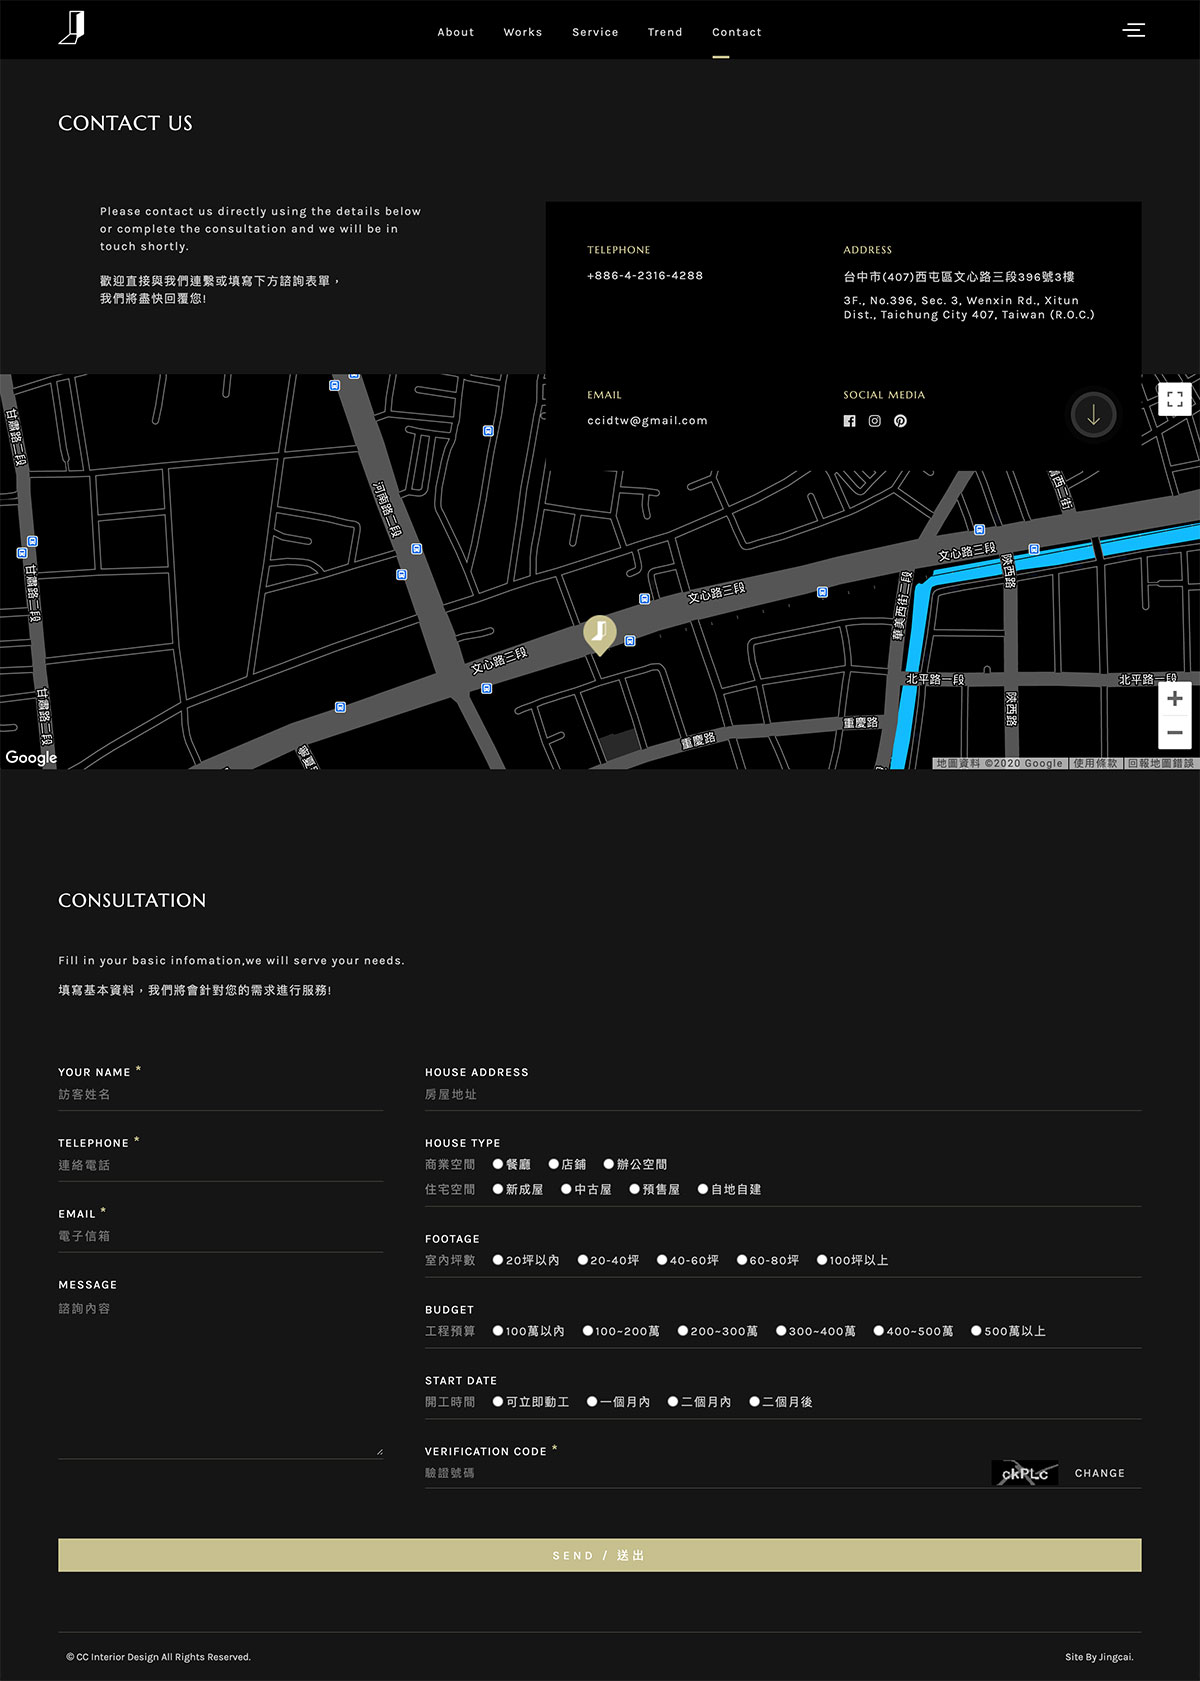 About Works Service Trend Contact
CONTACT US
Please contact us directly using the details below
or complete the consultation and we will be in
touch shortly.
歡迎直接與我們連繫或填寫下方諮詢表單，
我們將盡快回覆您!
TELEPHONE
+886-4-2316-4288
ADDRESS
台中市(407)西屯區文心路三段396號3樓
3F., No.396, Sec. 3, Wenxin Rd., Xitun
Dist., Taichung City 407, Taiwan (R.O.C.)
EMAIL
ccidtw@gmail.com
SOCIAL MEDIA
甘肅路二段
河南路二段
文心路三段
陝西路
甘肅路二段
文心路三段
華美西街二段
文心路三段
北平路一段
北平路一段
甘肅路二段
陝西路
重慶路
重慶路
Google
地圖資料 ©2020 Google
使用條款
回報地圖錯誤
CONSULTATION
Fill in your basic infomation,we will serve your needs.
填寫基本資料，我們將會針對您的需求進行服務!
YOUR NAME *
訪客姓名
TELEPHONE *
連絡電話
EMAIL *
電子信箱
MESSAGE
諮詢內容
HOUSE ADDRESS
房屋地址
HOUSE TYPE
商業空間 餐廳 店鋪 辦公空間
住宅空間 新成屋 中古屋 預售屋 自地自建
FOOTAGE
室內坪數 20坪以內 20-40坪 40-60坪 60-80坪 100坪以上
BUDGET
工程預算 100萬以內 100~200萬 200~300萬 300~400萬 400~500萬 500萬以上
START DATE
開工時間 可立即動工 一個月內 二個月內 二個月後
VERIFICATION CODE *
驗證號碼
ckPLc CHANGE
SEND / 送出
© CC Interior Design All Rights Reserved.
Site By Jingcai.